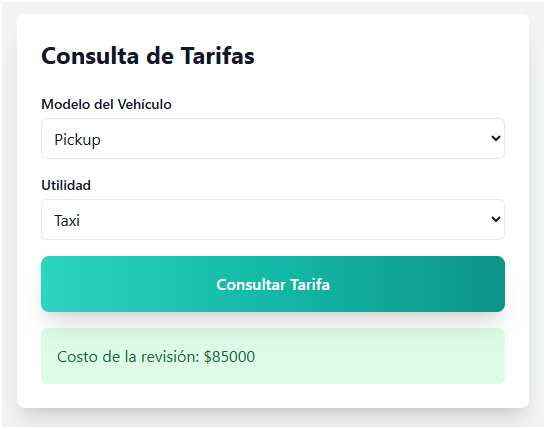 Consulta de Tarifas
Modelo del Vehículo
Pickup
Utilidad
Taxi
Consultar Tarifa
Costo de la revisión: $85000